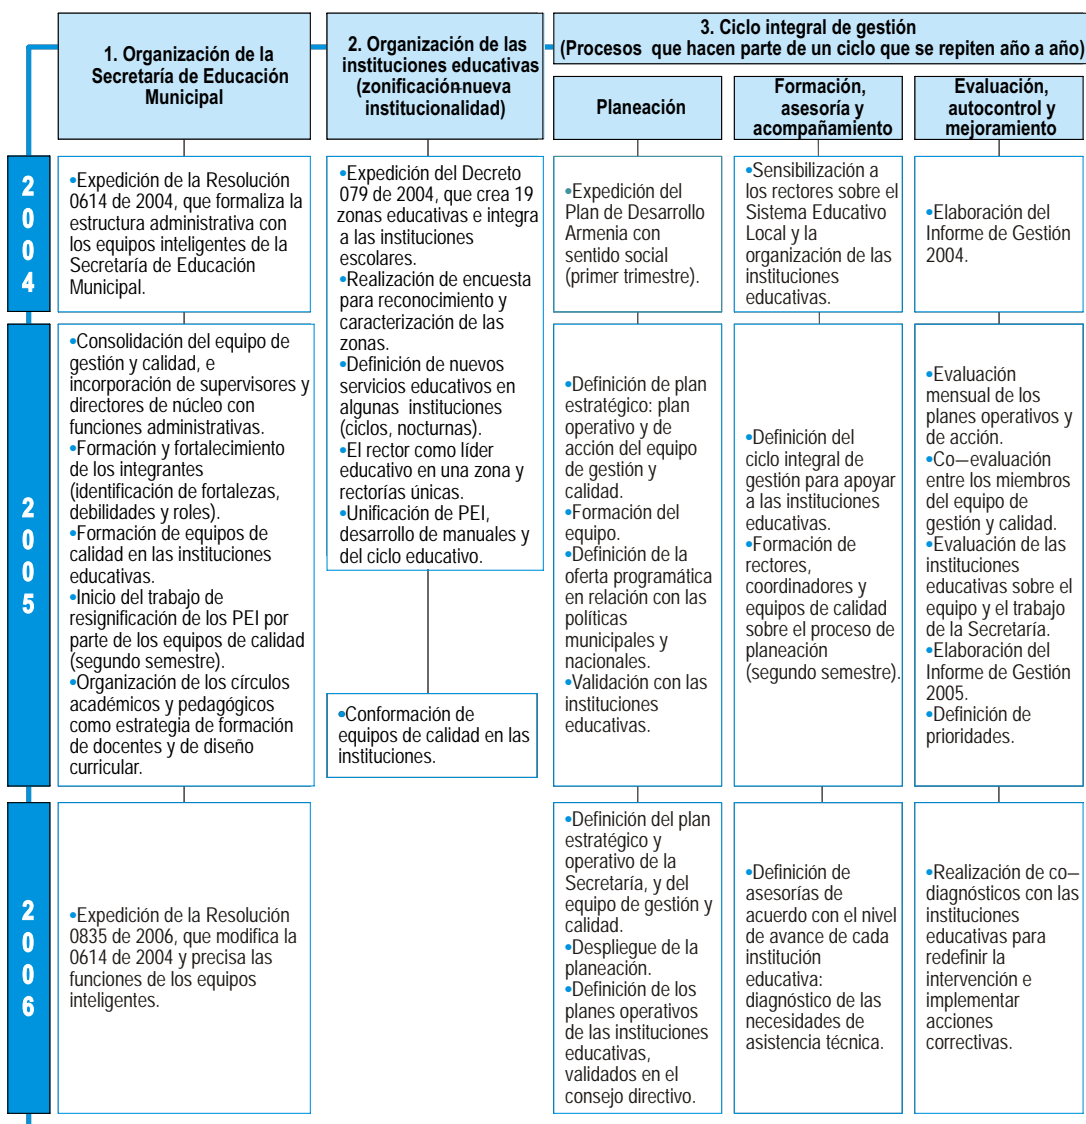 1. Organización de la
Secretaría de Educación
Municipal
2. Organización de las
instituciones educativas
(zonificación-nueva
institucionalidad)
3. Ciclo integral de gestión
(Procesos que hacen parte de un ciclo que se repiten año a año)
Planeación
Formación,
asesoría y
acompañamiento
Evaluación,
autocontrol y
mejoramiento
2
0
0
4
•Expedición de la Resolución
0614 de 2004, que formaliza la
estructura administrativa con
los equipos inteligentes de la
Secretaría de Educación
Municipal.
•Expedición del Decreto
079 de 2004, que crea 19
zonas educativas e integra
a las instituciones
escolares.
•Realización de encuesta
para reconocimiento y
caracterización de las
zonas.
•Definición de nuevos
servicios educativos en
algunas instituciones
(ciclos, nocturnas).
•El rector como líder
educativo en una zona y
rectorías únicas.
•Unificación de PEI,
desarrollo de manuales y
del ciclo educativo.
•Expedición del
Plan de Desarrollo
Armenia con
sentido social
(primer trimestre).
•Sensibilización a
los rectores sobre el
Sistema Educativo
Local y la
organización de las
instituciones
educativas.
•Elaboración del
Informe de Gestión
2004.
2
0
0
5
•Consolidación del equipo de
gestión y calidad, e
incorporación de supervisores y
directores de núcleo con
funciones administrativas.
•Formación y fortalecimiento
de los integrantes
(identificación de fortalezas,
debilidades y roles).
•Formación de equipos de
calidad en las instituciones
educativas.
•Inicio del trabajo de
resignificación de los PEI por
parte de los equipos de calidad
(segundo semestre).
•Organización de los círculos
académicos y pedagógicos
como estrategia de formación
de docentes y de diseño
curricular.
•Conformación de
equipos de calidad en las
instituciones.
•Definición de plan
estratégico: plan
operativo y de
acción del equipo
de gestión y
calidad.
•Formación del
equipo.
•Definición de la
oferta programática
en relación con las
políticas
municipales y
nacionales.
•Validación con las
instituciones
educativas.
•Definición del
ciclo integral de
gestión para apoyar
a las instituciones
educativas.
•Formación de
rectores,
coordinadores y
equipos de calidad
sobre el proceso de
planeación
(segundo semestre).
•Evaluación
mensual de los
planes operativos y
de acción.
•Co—evaluación
entre los miembros
del equipo de
gestión y calidad.
•Evaluación de las
instituciones
educativas sobre el
equipo y el trabajo
de la Secretaría.
•Elaboración del
Informe de Gestión
2005.
•Definición de
prioridades.
2
0
0
6
•Expedición de la Resolución
0835 de 2006, que modifica la
0614 de 2004 y precisa las
funciones de los equipos
inteligentes.
•Definición del plan
estratégico y
operativo de la
Secretaría, y del
equipo de gestión y
calidad.
•Despliegue de la
planeación.
•Definición de los
planes operativos
de las instituciones
educativas,
validados en el
consejo directivo.
•Definición de
asesorías de
acuerdo con el nivel
de avance de cada
institución
educativa:
diagnóstico de las
necesidades de
asistencia técnica.
•Realización de co—
diagnósticos con las
instituciones
educativas para
redefinir la
intervención e
implementar
acciones
correctivas.